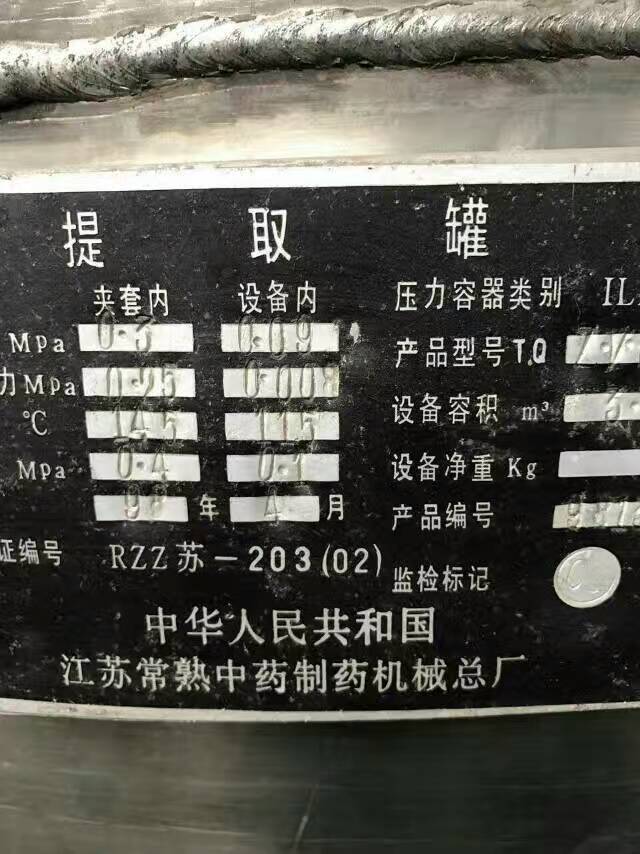 提 取 罐
夹套内 设备内 压力容器类别 IL
Mpa 0.3 0.09 产品型号T.Q
力Mpa 0.25 0.008 设备容积 m³
℃ 145 115 设备净重 Kg
Mpa 0.4 0.1 产品编号
98 年 4 月
证编号 RZZ苏-203(02) 监检标记
中华人民共和国
江苏常熟中药制药机械总厂